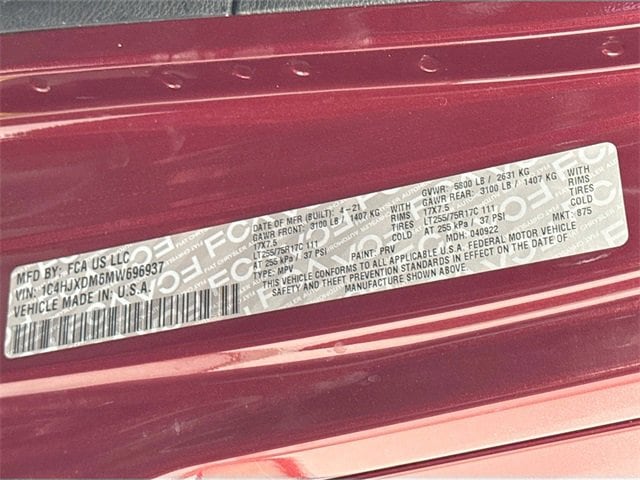 MFD BY: FCA US LLC
VIN: 1C4HJXDM5MW696937
VEHICLE MADE IN U.S.A.
DATE OF MFR (BUILT): 4-21
GAWR FRONT: 3100 LB / 1407 KG WITH
17X7.5 RIMS
LT255/75R17C 111 TIRES
AT 255 kPa / 37 PSI COLD
TYPE: MPV PAINT: PRV
GVWR: 5800 LB / 2631 KG
GAWR REAR: 3100 LB / 1407 KG WITH
17X7.5 RIMS
LT255/75R17C 111 TIRES
AT 255 kPa / 37 PSI COLD
MDH: 040922 MKT: 875
THIS VEHICLE CONFORMS TO ALL APPLICABLE U.S.A. FEDERAL MOTOR VEHICLE
SAFETY AND THEFT PREVENTION STANDARDS IN EFFECT ON THE DATE OF
MANUFACTURE SHOWN ABOVE.